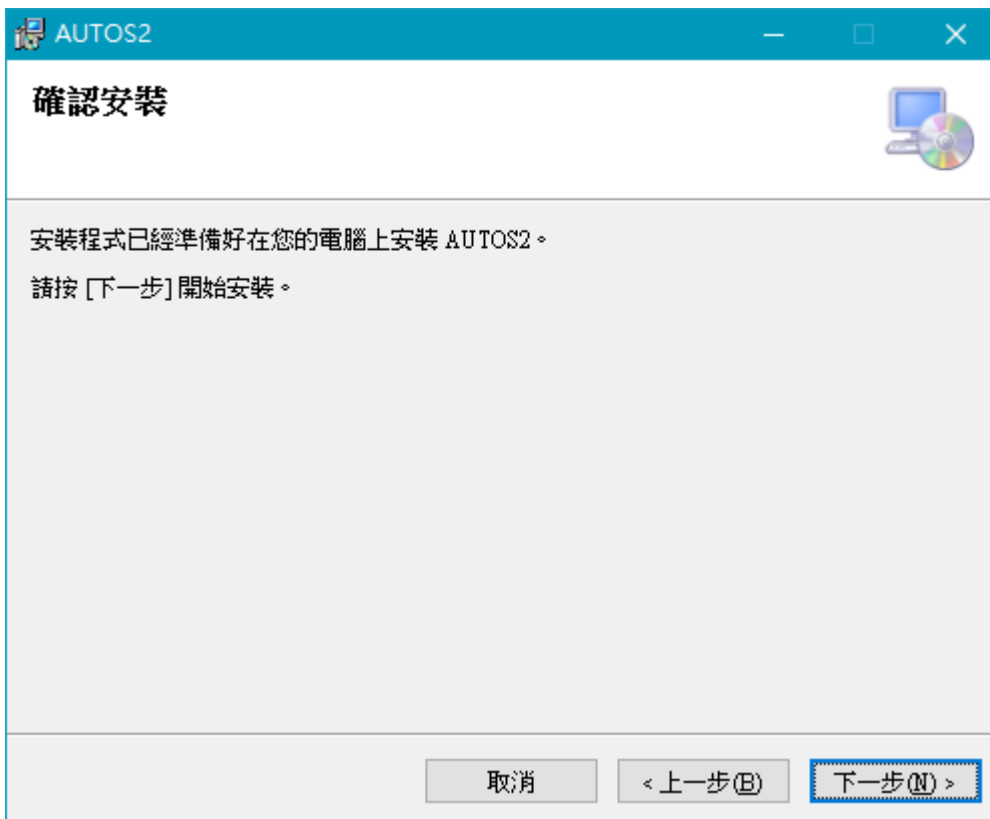 AUTOS2
確認安裝
安裝程式已經準備好在您的電腦上安裝 AUTOS2。
請按 [下一步] 開始安裝。
取消
<上一步(B)
下一步(N)>